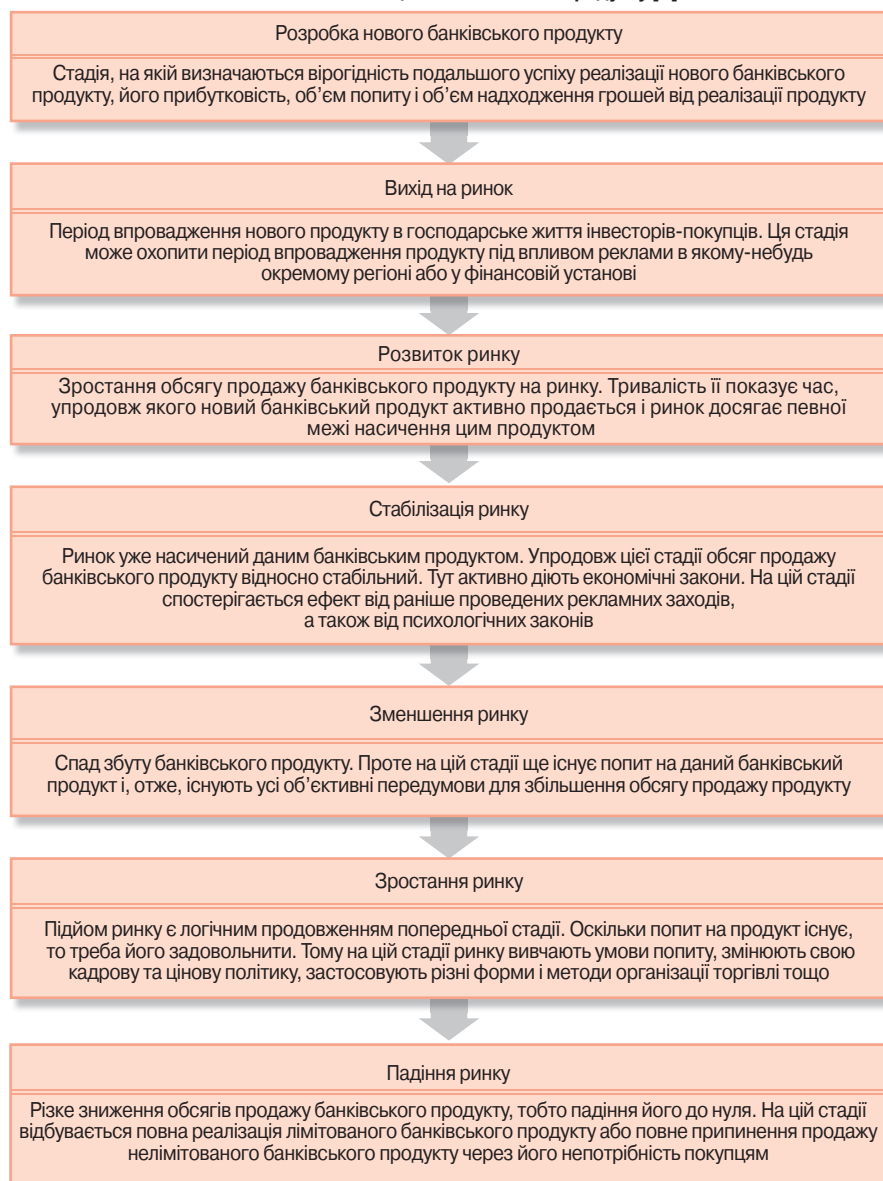 Розробка нового банківського продукту
Стадія, на якій визначаються вірогідність подальшого успіху реалізації нового банківського
продукту, його прибутковість, об’єм попиту і об’єм надходження грошей від реалізації продукту
Вихід на ринок
Період впровадження нового продукту в господарське життя інвесторів-покупців. Ця стадія
може охопити період впровадження продукту під впливом реклами в якому-небудь
окремому регіоні або у фінансовій установі
Розвиток ринку
Зростання обсягу продажу банківського продукту на ринку. Тривалість її показує час,
упродовж якого новий банківський продукт активно продається і ринок досягає певної
межі насичення цим продуктом
Стабілізація ринку
Ринок уже насичений даним банківським продуктом. Упродовж цієї стадії обсяг продажу
банківського продукту відносно стабільний. Тут активно діють економічні закони. На цій стадії
спостерігається ефект від раніше проведених рекламних заходів,
а також від психологічних законів
Зменшення ринку
Спад збуту банківського продукту. Проте на цій стадії ще існує попит на даний банківський
продукт і, отже, існують усі об’єктивні передумови для збільшення обсягу продажу продукту
Зростання ринку
Підйом ринку є логічним продовженням попередньої стадії. Оскільки попит на продукт існує,
то треба його задовольнити. Тому на цій стадії ринку вивчають умови попиту, змінюють свою
кадрову та цінову політику, застосовують різні форми і методи організації торгівлі тощо
Падіння ринку
Різке зниження обсягів продажу банківського продукту, тобто падіння його до нуля. На цій стадії
відбувається повна реалізація лімітованого банківського продукту або повне припинення продажу
нелімітованого банківського продукту через його непотрібність покупцям